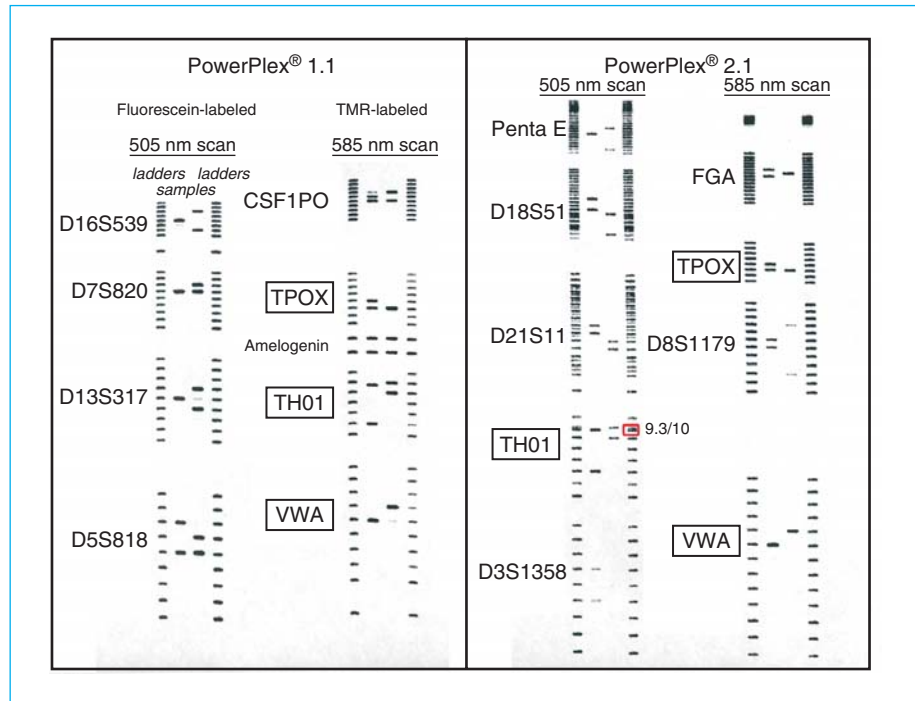 PowerPlex® 1.1
Fluorescein-labeled
TMR-labeled
505 nm scan
585 nm scan
ladders ladders
samples
D16S539
D7S820
D13S317
D5S818
CSF1PO
TPOX
Amelogenin
TH01
VWA
PowerPlex® 2.1
505 nm scan
585 nm scan
Penta E
D18S51
D21S11
TH01
9.3/10
D3S1358
FGA
TPOX
D8S1179
VWA